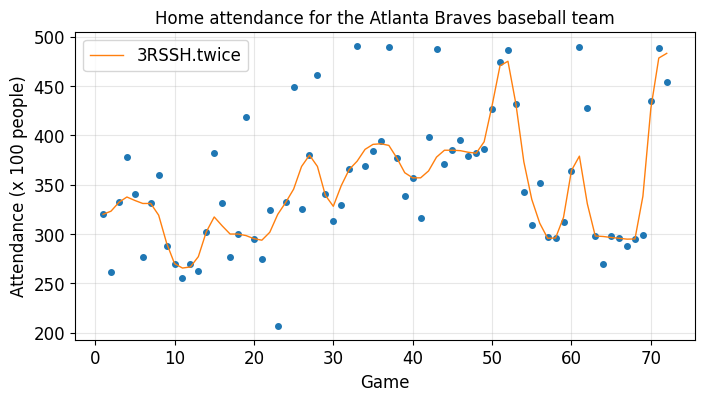 Home attendance for the Atlanta Braves baseball team
3RSSH.twice
Attendance (x 100 people)
500
450
400
350
300
250
200
0 10 20 30 40 50 60 70
Game